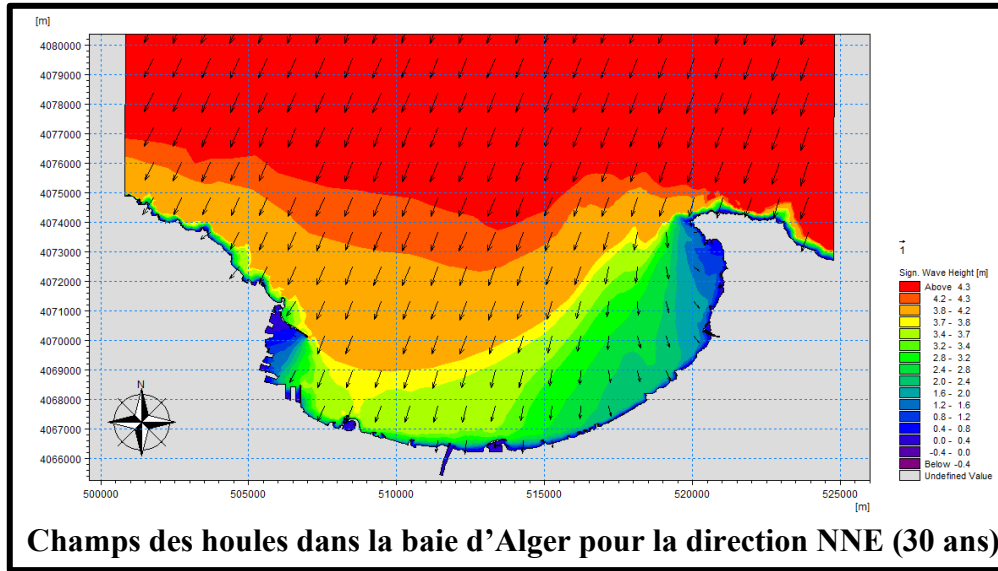 [m]
4080000
4079000
4078000
4077000
4076000
4075000
4074000
4073000
4072000
4071000
4070000
4069000
4068000
4067000
4066000
N
500000 505000 510000 515000 520000 525000
[m]
1
Sign. Wave Height [m]
Above 4.3
4.2 - 4.3
3.8 - 4.2
3.7 - 3.8
3.4 - 3.7
3.2 - 3.4
2.8 - 3.2
2.4 - 2.8
2.0 - 2.4
1.6 - 2.0
1.2 - 1.6
0.8 - 1.2
0.4 - 0.8
0.0 - 0.4
-0.4 - 0.0
Below -0.4
Undefined Value
Champs des houles dans la baie d'Alger pour la direction NNE (30 ans)